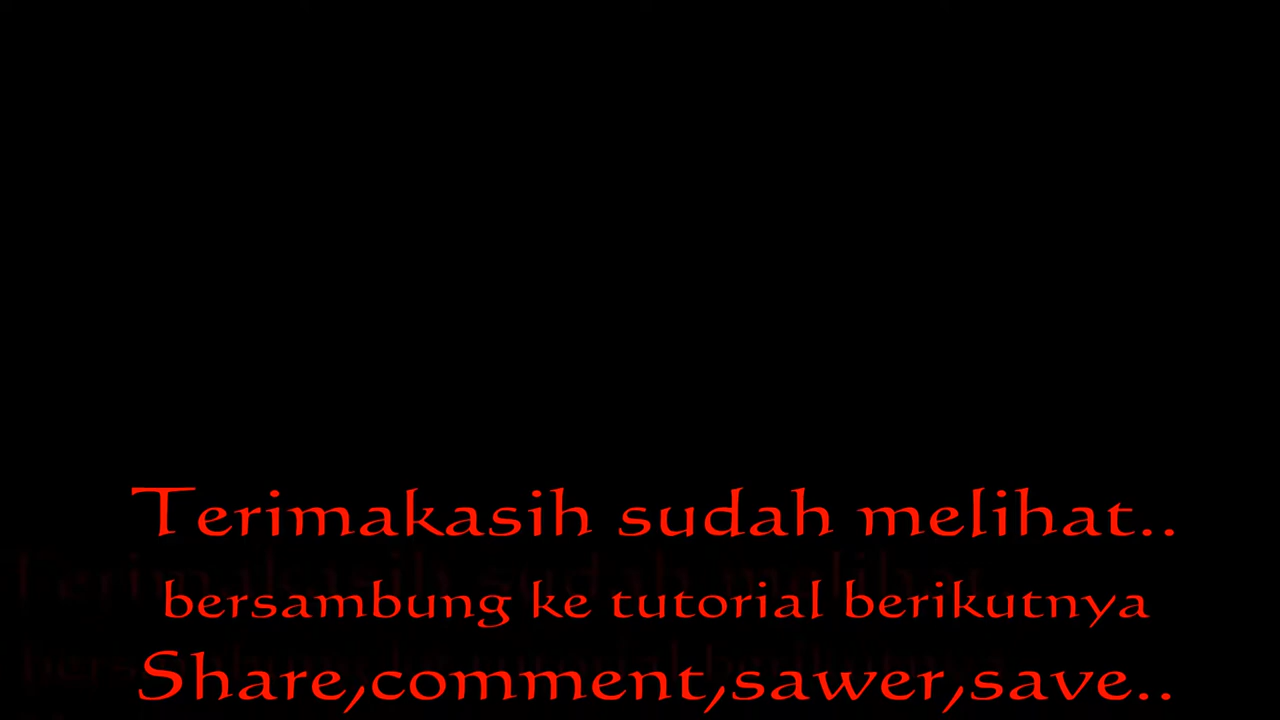 Terimakasih sudah melihat..
bersambung ke tutorial berikutnya
Share,comment,sawer,save..